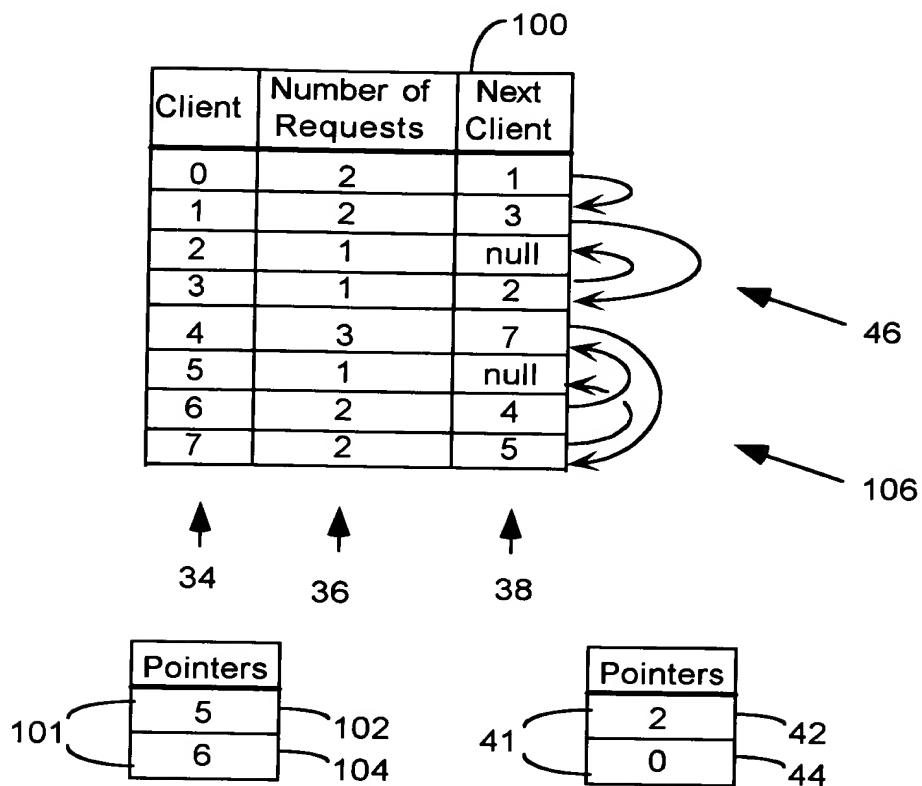 100
Client Number of Requests Next Client
0 2 1
1 2 3
2 1 null
3 1 2
4 3 7
5 1 null
6 2 4
7 2 5
46
106
34 36 38
Pointers Pointers
101 5 102 41 2 42
6 104 0 44